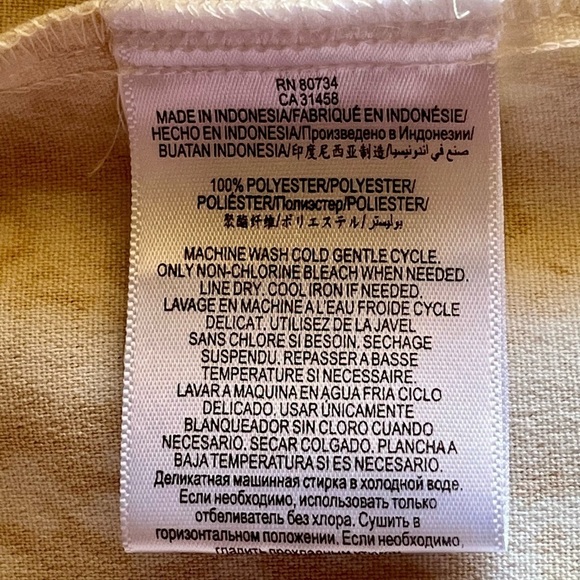 RN 80734
CA 31458
MADE IN INDONESIA/FABRIQUÉ EN INDONÉSIE/
HECHO EN INDONESIA/Произведено в Индонезии/
BUATAN INDONESIA/印度尼西亚制造/صنع في اندونيسيا
100% POLYESTER/POLYESTER/
POLIÉSTER/Полиэстер/POLIESTER/
聚酯纤维/ポリエステル/بوليستر
MACHINE WASH COLD GENTLE CYCLE.
ONLY NON-CHLORINE BLEACH WHEN NEEDED.
LINE DRY. COOL IRON IF NEEDED.
LAVAGE EN MACHINE A L'EAU FROIDE CYCLE
DELICAT. UTILISEZ DE LA JAVEL
SANS CHLORE SI BESOIN. SECHAGE
SUSPENDU. REPASSER A BASSE
TEMPERATURE SI NECESSAIRE.
LAVAR A MAQUINA EN AGUA FRIA CICLO
DELICADO. USAR ÚNICAMENTE
BLANQUEADOR SIN CLORO CUANDO
NECESARIO. SECAR COLGADO. PLANCHA A
BAJA TEMPERATURA SI ES NECESARIO.
Деликатная машинная стирка в холодной воде.
Если необходимо, использовать только
отбеливатель без хлора. Сушить в
горизонтальном положении. Если необходимо,
гладить